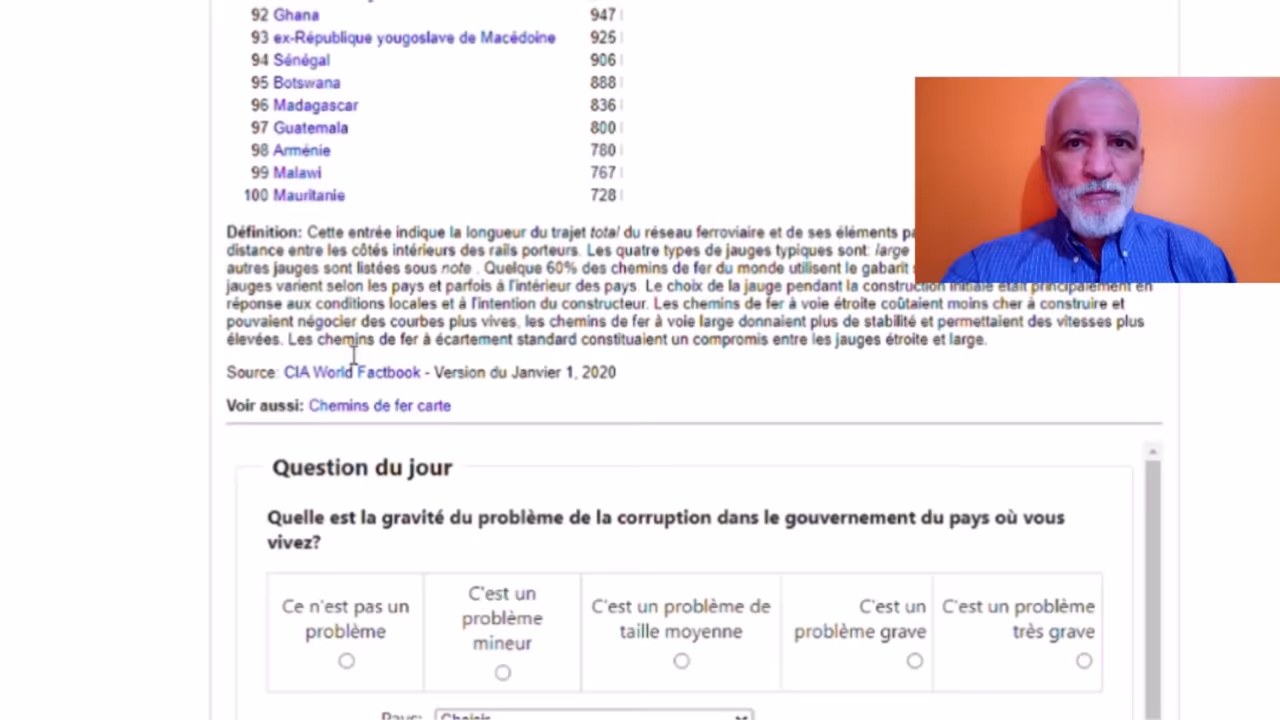 92 Ghana 947
93 ex-République yougoslave de Macédoine 925
94 Sénégal 906
95 Botswana 888
96 Madagascar 836
97 Guatemala 800
98 Arménie 780
99 Malawi 767
100 Mauritanie 728
Définition: Cette entrée indique la longueur du trajet total du réseau ferroviaire et de ses éléments
distance entre les côtés intérieurs des rails porteurs. Les quatre types de jauges typiques sont: large
autres jauges sont listées sous note . Quelque 60% des chemins de fer du monde utilisent le gabarit
jauges varient selon les pays et parfois à l'intérieur des pays. Le choix de la jauge pendant la construction initiale était principalement en
réponse aux conditions locales et à l'intention du constructeur. Les chemins de fer à voie étroite coûtaient moins cher à construire et
pouvaient négocier des courbes plus vives, les chemins de fer à voie large donnaient plus de stabilité et permettaient des vitesses plus
élevées. Les chemins de fer à écartement standard constituaient un compromis entre les jauges étroite et large.
Source: CIA World Factbook - Version du Janvier 1, 2020
Voir aussi: Chemins de fer carte
Question du jour
Quelle est la gravité du problème de la corruption dans le gouvernement du pays où vous
vivez?
Ce n'est pas un
problème
C'est un
problème
mineur
C'est un problème de
taille moyenne
C'est un
problème grave
C'est un problème
très grave
Pays: Choisir